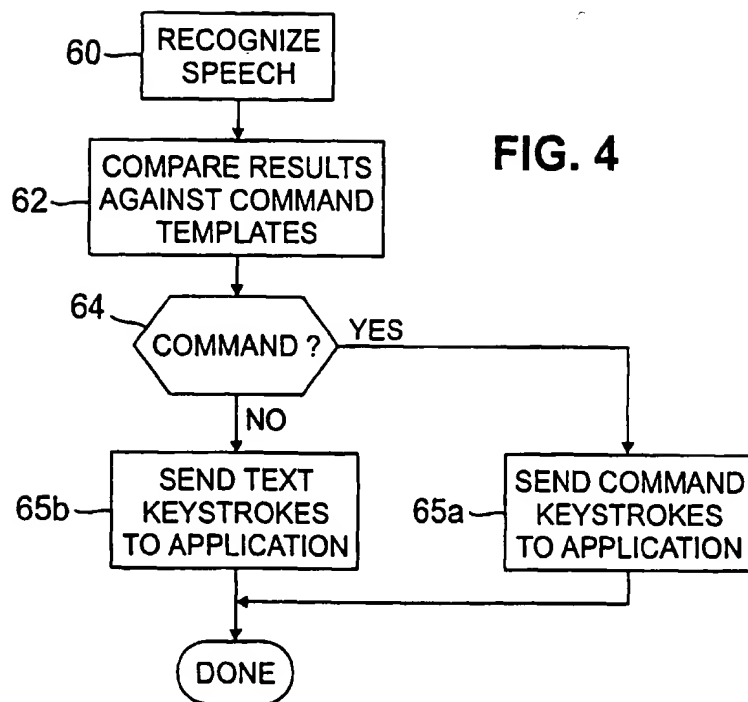 60
RECOGNIZE
SPEECH
FIG. 4
62
COMPARE RESULTS
AGAINST COMMAND
TEMPLATES
64
COMMAND ?
YES
NO
65b
SEND TEXT
KEYSTROKES
TO APPLICATION
65a
SEND COMMAND
KEYSTROKES
TO APPLICATION
DONE